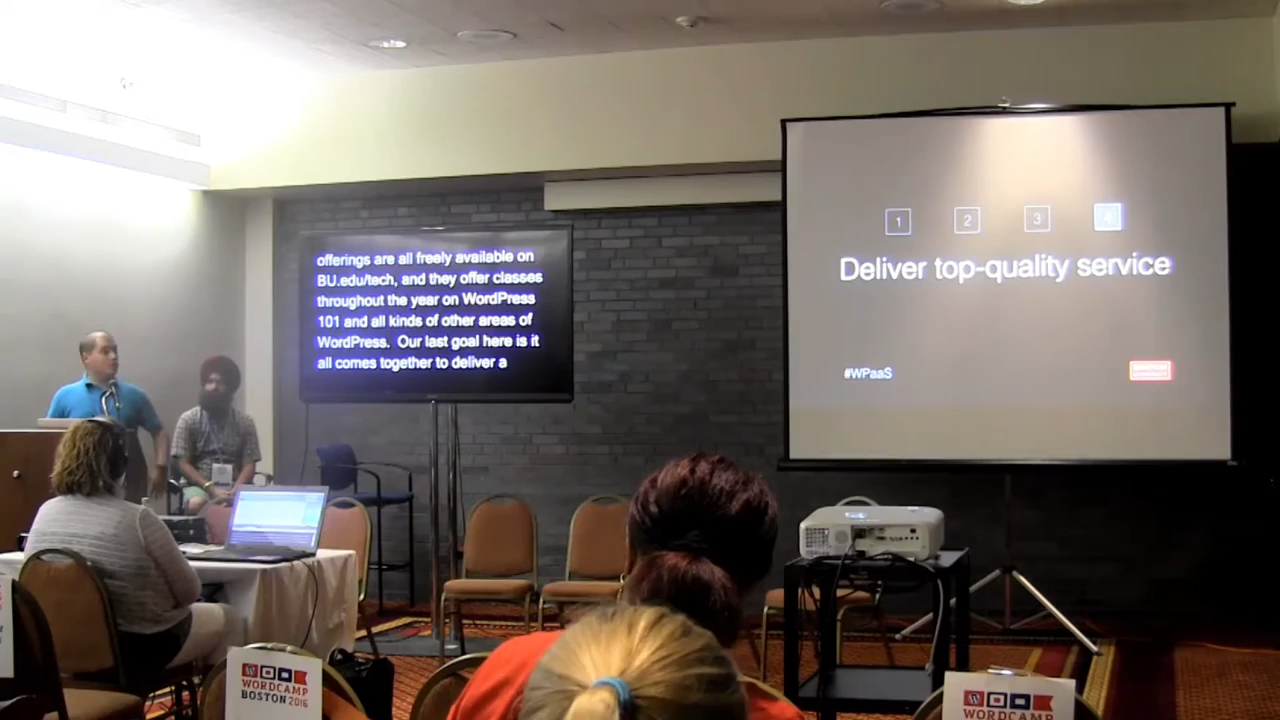 offerings are all freely available on
BU.edu/tech, and they offer classes
throughout the year on WordPress
101 and all kinds of other areas of
WordPress.  Our last goal here is it
all comes together to deliver a
1 2 3 4
Deliver top-quality service
#WPaaS
WORDCAMP
BOSTON 2016
WORDCAMP